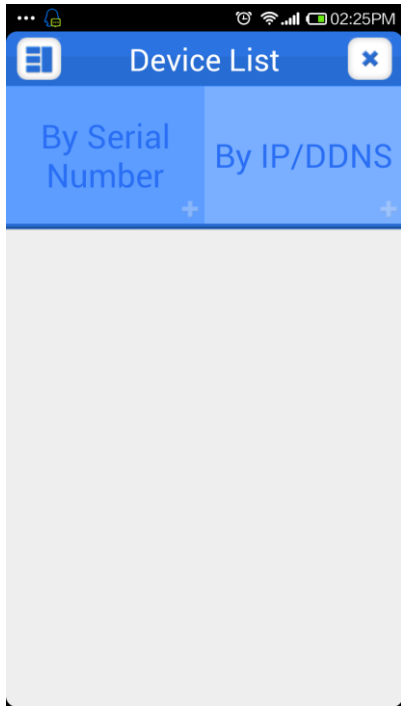 02:25PM
Device List
By Serial
Number
By IP/DDNS